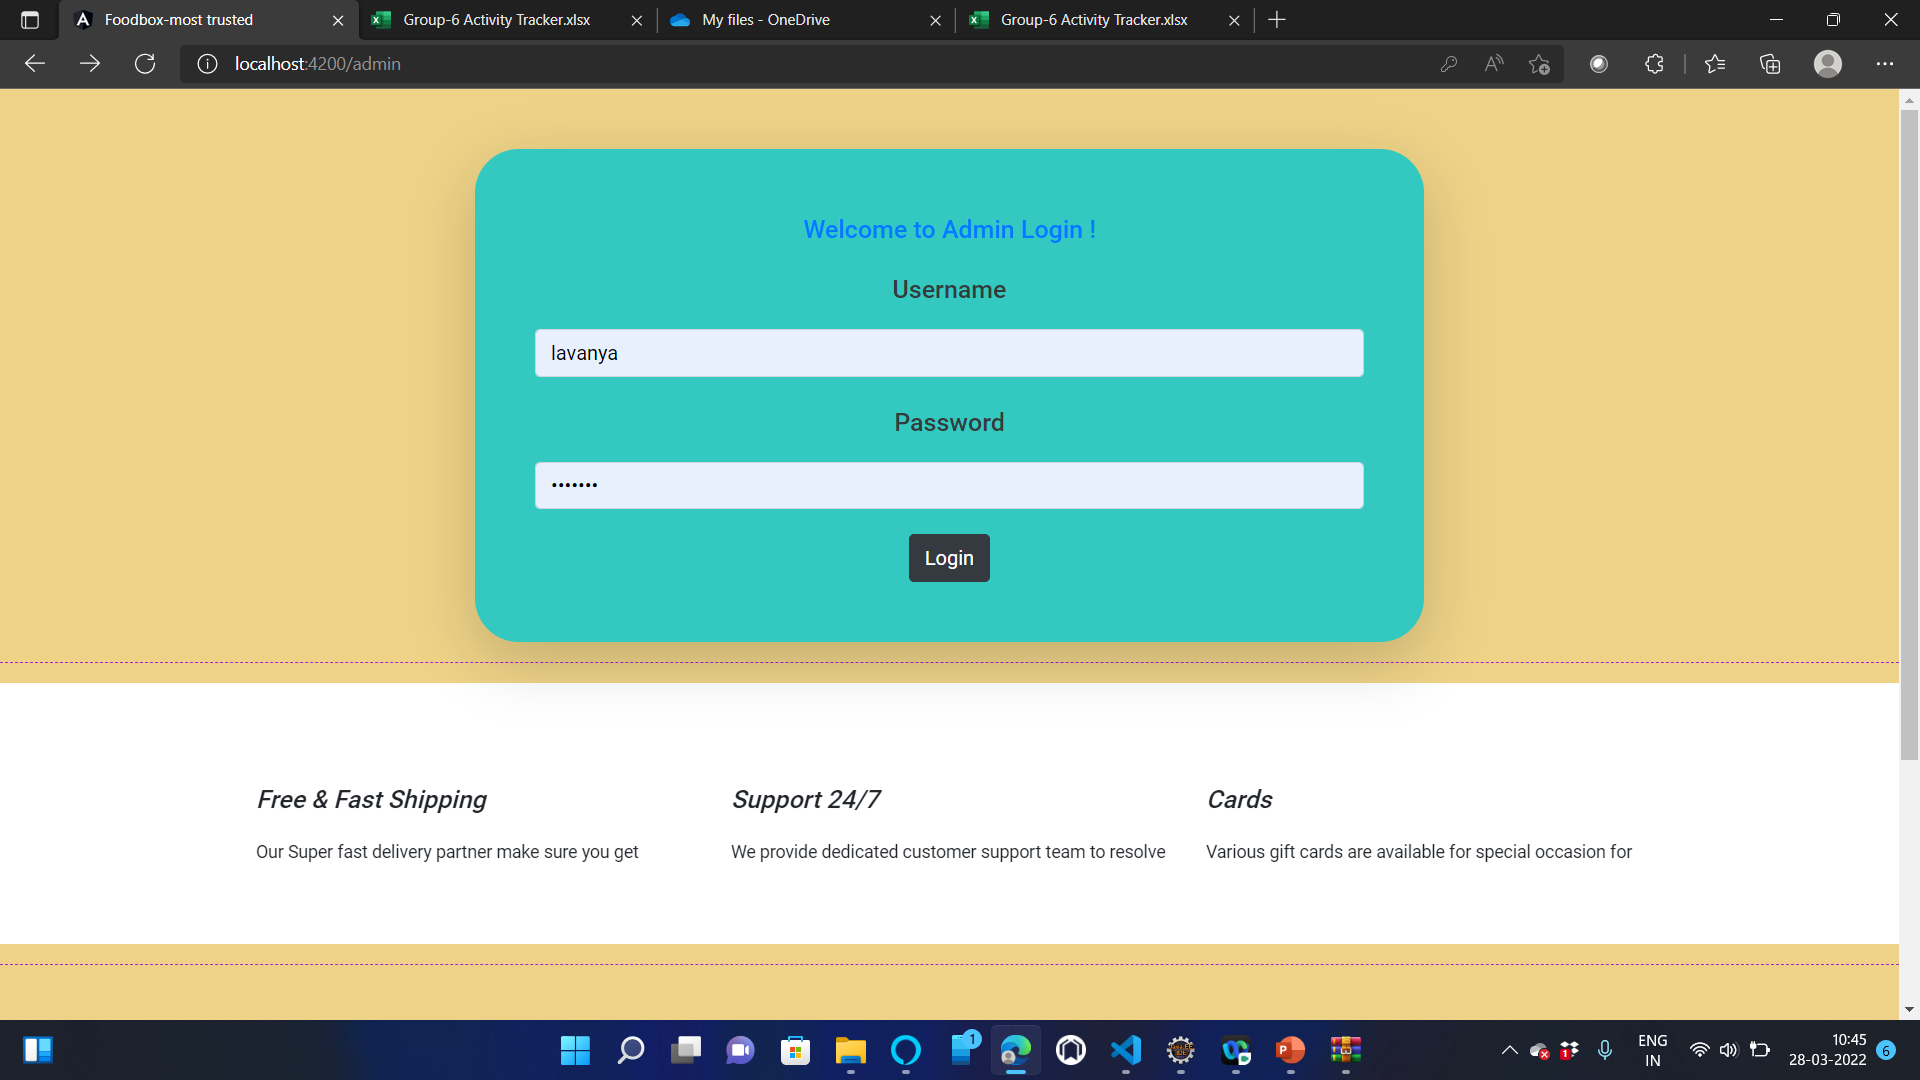 Foodbox-most trusted
Group-6 Activity Tracker.xlsx
My files - OneDrive
Group-6 Activity Tracker.xlsx
localhost:4200/admin
Welcome to Admin Login !
Username
lavanya
Password
•••••••
Login
Free & Fast Shipping
Support 24/7
Cards
Our Super fast delivery partner make sure you get
We provide dedicated customer support team to resolve
Various gift cards are available for special occasion for
1
1
ENG
IN
10:45
28-03-2022
6